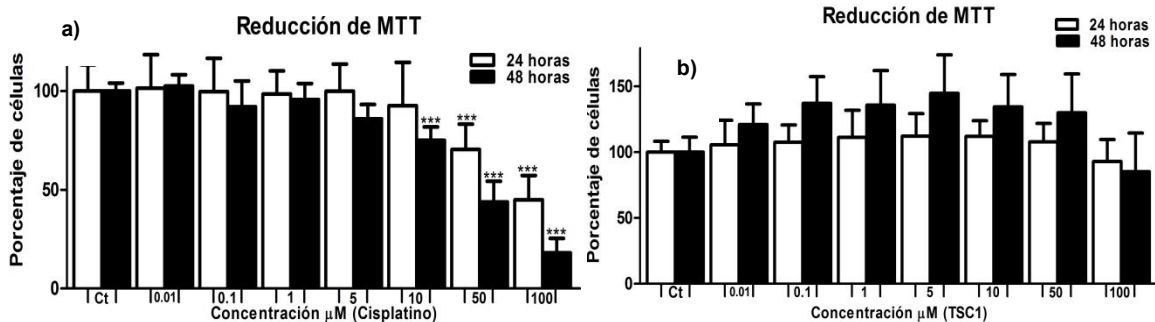 a)
Reducción de MTT
24 horas
48 horas
Porcentaje de células
100
50
0
***
***
***
***
***
Ct
0.01
0.1
1
5
10
50
100
Concentración µM (Cisplatino)
b)
Reducción de MTT
24 horas
48 horas
Porcentaje de células
150
100
50
0
Ct
0.01
0.1
1
5
10
50
100
Concentración µM (TSC1)